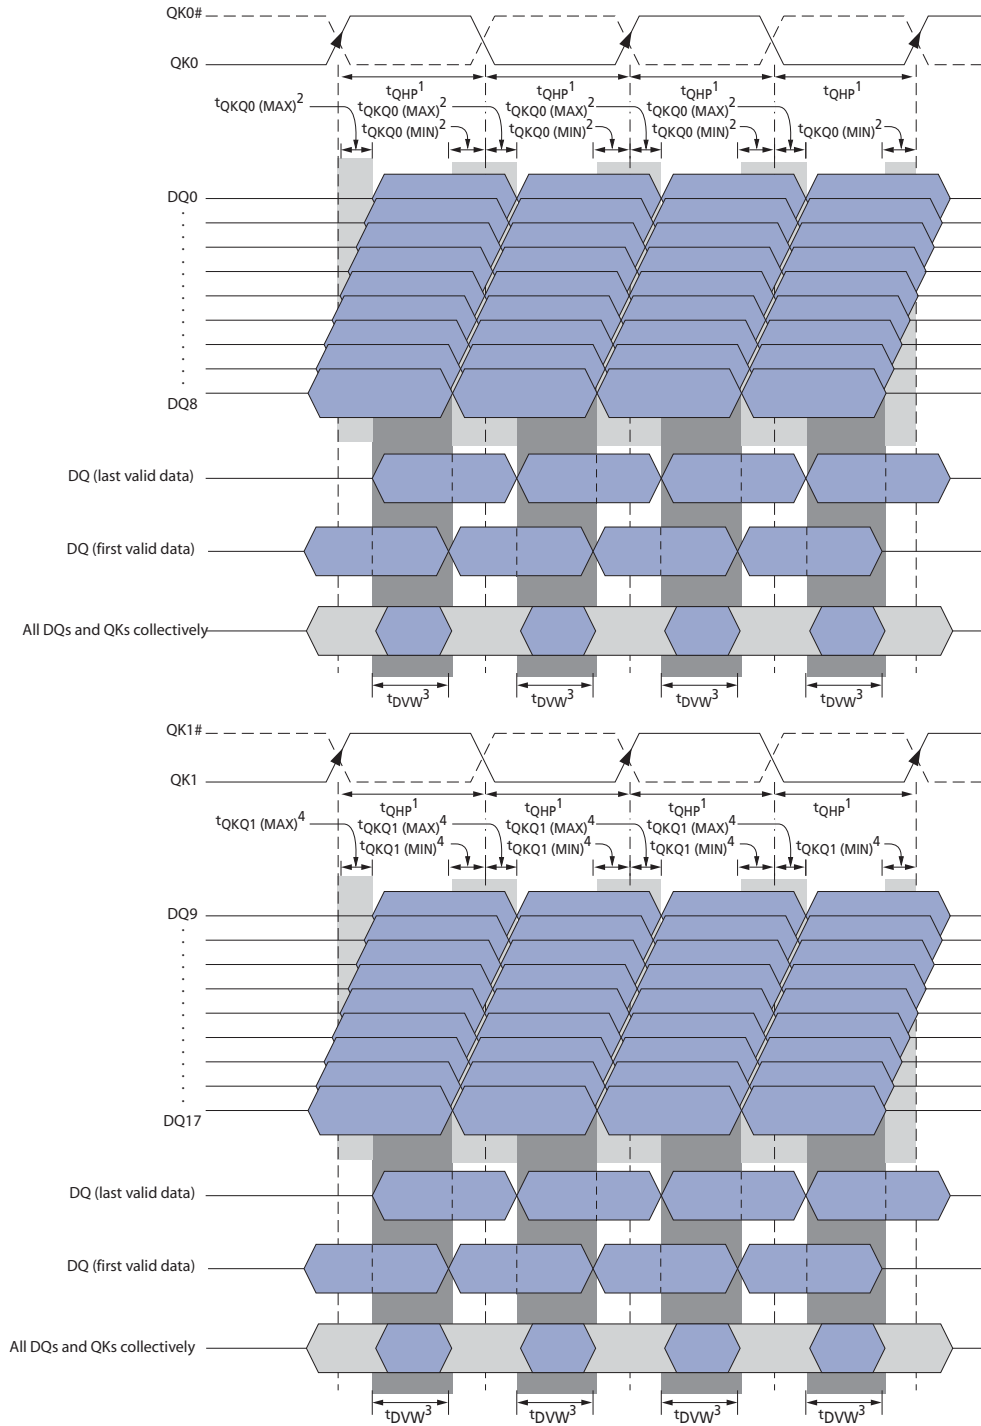 QK0#
QK0
tQHP1 tQHP1 tQHP1 tQHP1
tQKQ0 (MAX)2 tQKQ0 (MAX)2 tQKQ0 (MAX)2 tQKQ0 (MAX)2
tQKQ0 (MIN)2 tQKQ0 (MIN)2 tQKQ0 (MIN)2 tQKQ0 (MIN)2
DQ0
DQ8
DQ (last valid data)
DQ (first valid data)
All DQs and QKs collectively
tDVW3 tDVW3 tDVW3 tDVW3
QK1#
QK1
tQHP1 tQHP1 tQHP1 tQHP1
tQKQ1 (MAX)4 tQKQ1 (MAX)4 tQKQ1 (MAX)4 tQKQ1 (MAX)4
tQKQ1 (MIN)4 tQKQ1 (MIN)4 tQKQ1 (MIN)4 tQKQ1 (MIN)4
DQ9
DQ17
DQ (last valid data)
DQ (first valid data)
All DQs and QKs collectively
tDVW3 tDVW3 tDVW3 tDVW3